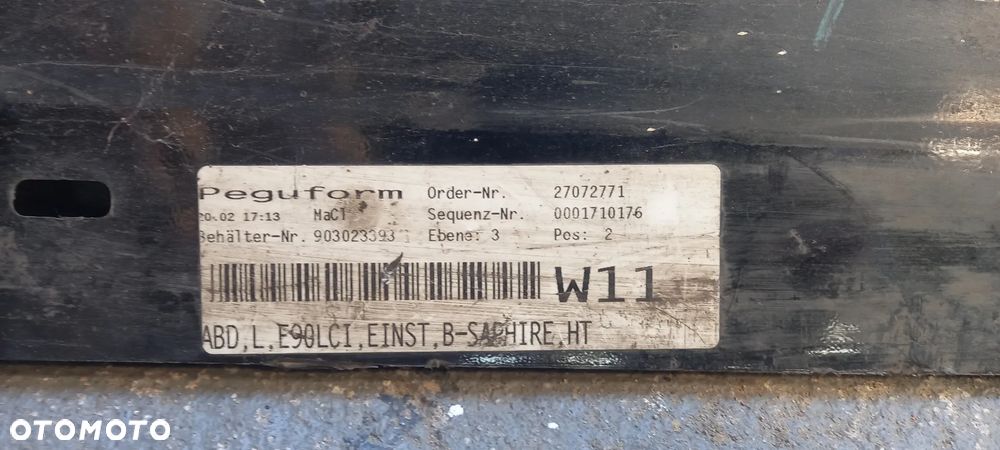 Peguform Order-Nr. 27072771
20.02 17:13 MaC1 Sequenz-Nr. 0001710176
Behälter-Nr. 903023393 Ebene: 3 Pos: 2
W11
ABD,L,E90LCI,EINST,B-SAPHIRE,HT
OTOMOTO